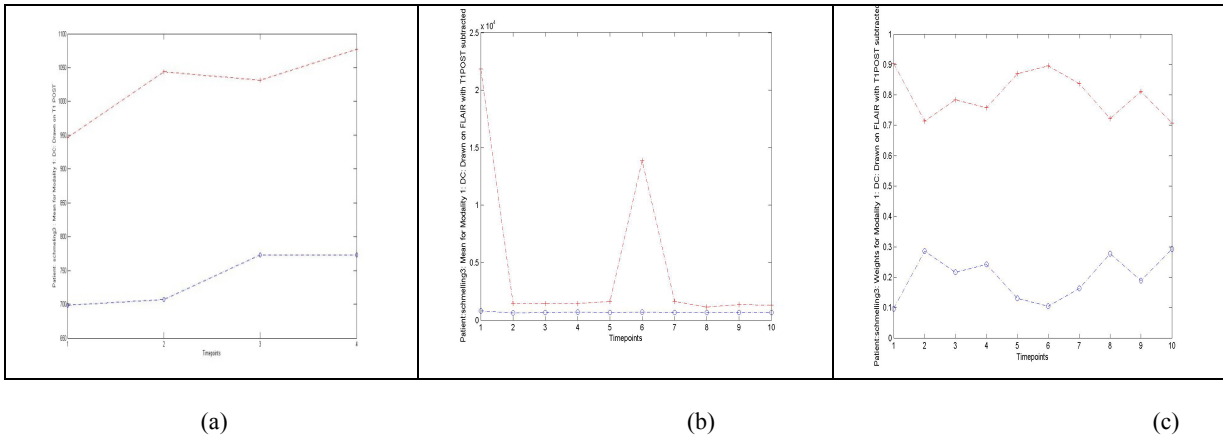 Patient: schmelling3: Mean for Modality 1: DC: Drawn on T1 POST
1100
1050
1000
950
900
850
800
750
700
650
1
2
3
4
Timepoints
Patient:schmelling3: Mean for Modality 1: DC: Drawn on FLAIR with T1POST subtracted
2.5 x 10⁴
2
1.5
1
0.5
0
1 2 3 4 5 6 7 8 9 10
Timepoints
Patient:schmelling3: Weights for Modality 1: DC: Drawn on FLAIR with T1POST subtracted
1
0.9
0.8
0.7
0.6
0.5
0.4
0.3
0.2
0.1
0
1 2 3 4 5 6 7 8 9 10
Timepoints
(a)
(b)
(c)